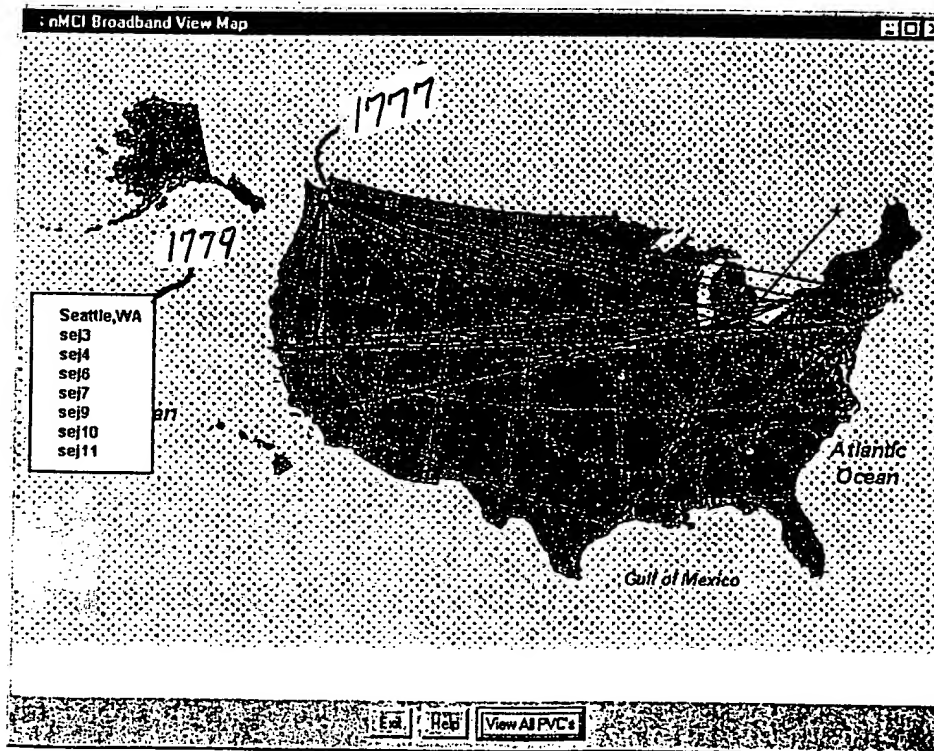 nMCI Broadband View Map
1777
1779
Seattle,WA
sej3
sej4
sej6
sej7
sej9
sej10
sej11
an
Atlantic
Ocean
Gulf of Mexico
Exit
Help
View All PVC's